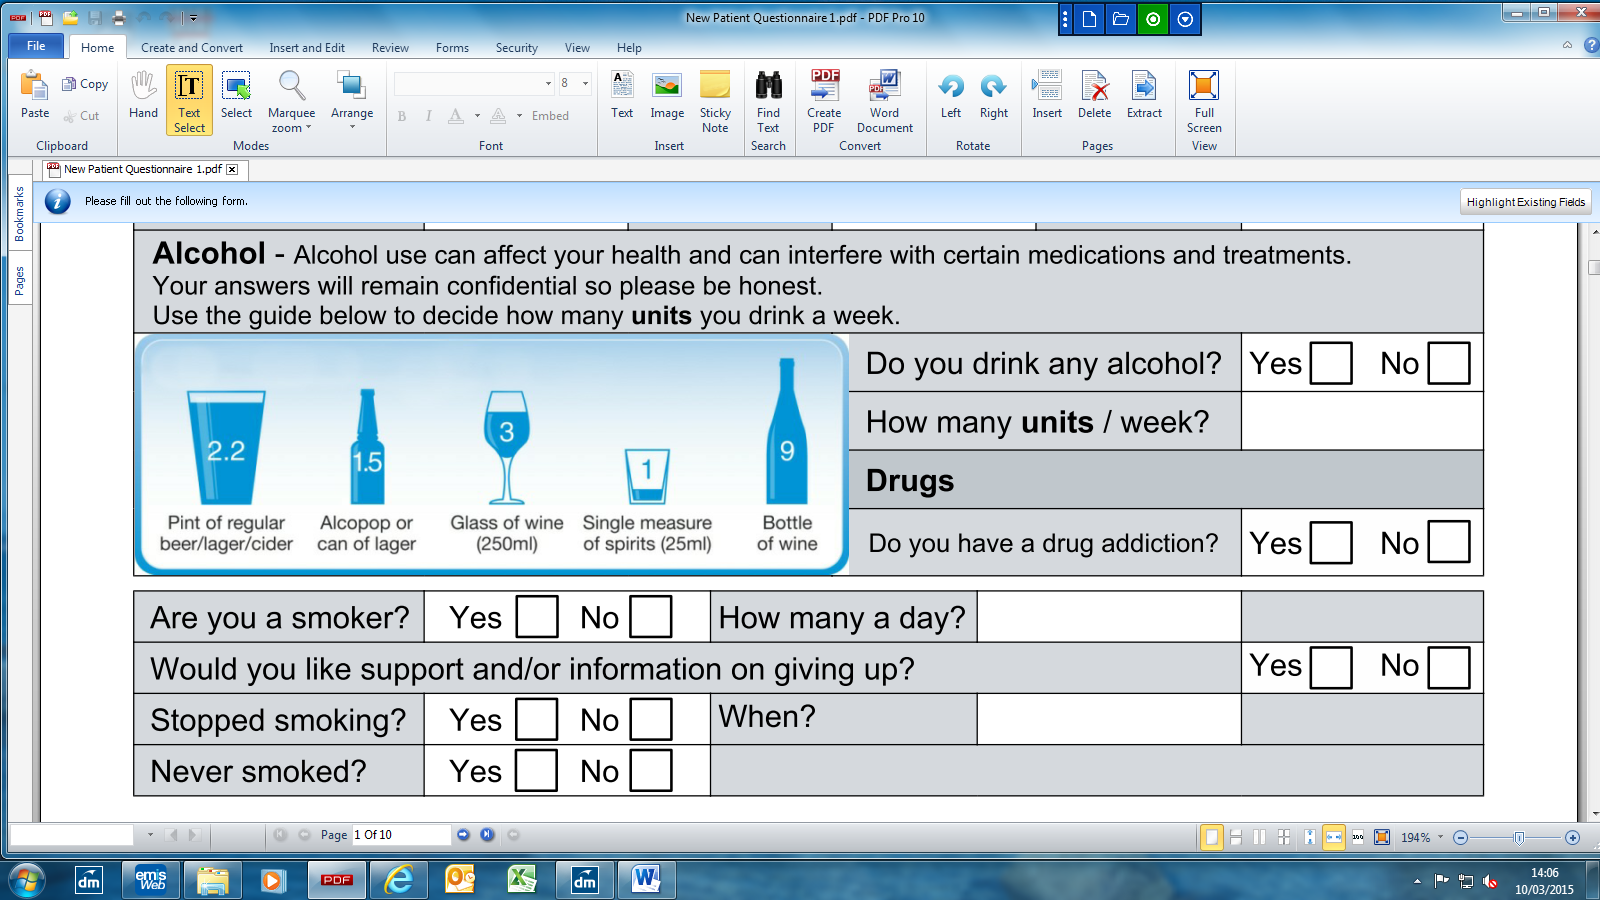 New Patient Questionnaire 1.pdf - PDF Pro 10
File Home Create and Convert Insert and Edit Review Forms Security View Help
Paste Copy Cut Hand Text Select Select Marquee zoom Arrange 8 B I A A Embed Text Image Sticky Note Find Text Create PDF Word Document Left Right Insert Delete Extract Full Screen
Clipboard Modes Font Insert Search Convert Rotate Pages View
New Patient Questionnaire 1.pdf
Bookmarks
Pages
Please fill out the following form.
Highlight Existing Fields
Alcohol - Alcohol use can affect your health and can interfere with certain medications and treatments.
Your answers will remain confidential so please be honest.
Use the guide below to decide how many units you drink a week.
2.2 1.5 3 1 9
Pint of regular beer/lager/cider
Alcopop or can of lager
Glass of wine (250ml)
Single measure of spirits (25ml)
Bottle of wine
Do you drink any alcohol? Yes No
How many units / week?
Drugs
Do you have a drug addiction? Yes No
Are you a smoker? Yes No How many a day?
Would you like support and/or information on giving up? Yes No
Stopped smoking? Yes No When?
Never smoked? Yes No
Page 1 Of 10
194%
dm emis Web PDF dm
14:06
10/03/2015